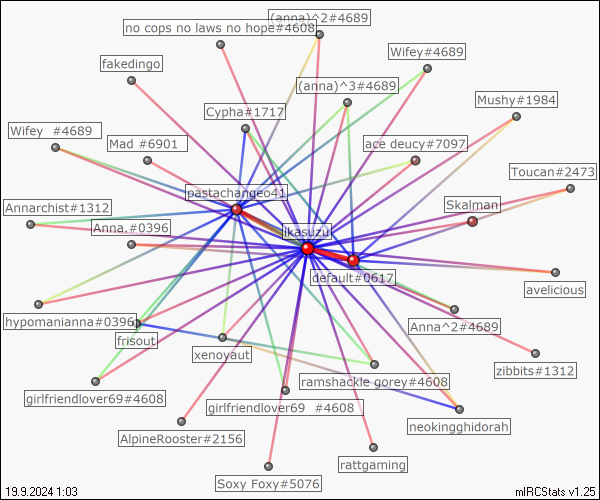 (anna)^2#4689
no cops no laws no hope#4608
Wifey#4689
fakedingo
(anna)^3#4689
Mushy#1984
Cypha#1717
Wifey  #4689
Mad #6901
ace deucy#7097
Toucan#2473
pastachangeo41
Skalman
Annarchist#1312
Anna,#0396
ikasuzu
default#0617
avelicious
hypomanianna#0396
Anna^2#4689
frisout
xenoyaut
zibbits#1312
ramshackle gorey#4608
girlfriendlover69#4608
girlfriendlover69  #4608
neokingghidorah
AlpineRooster#2156
rattgaming
Soxy Foxy#5076
19.9.2024 1:03
mIRCStats v1.25